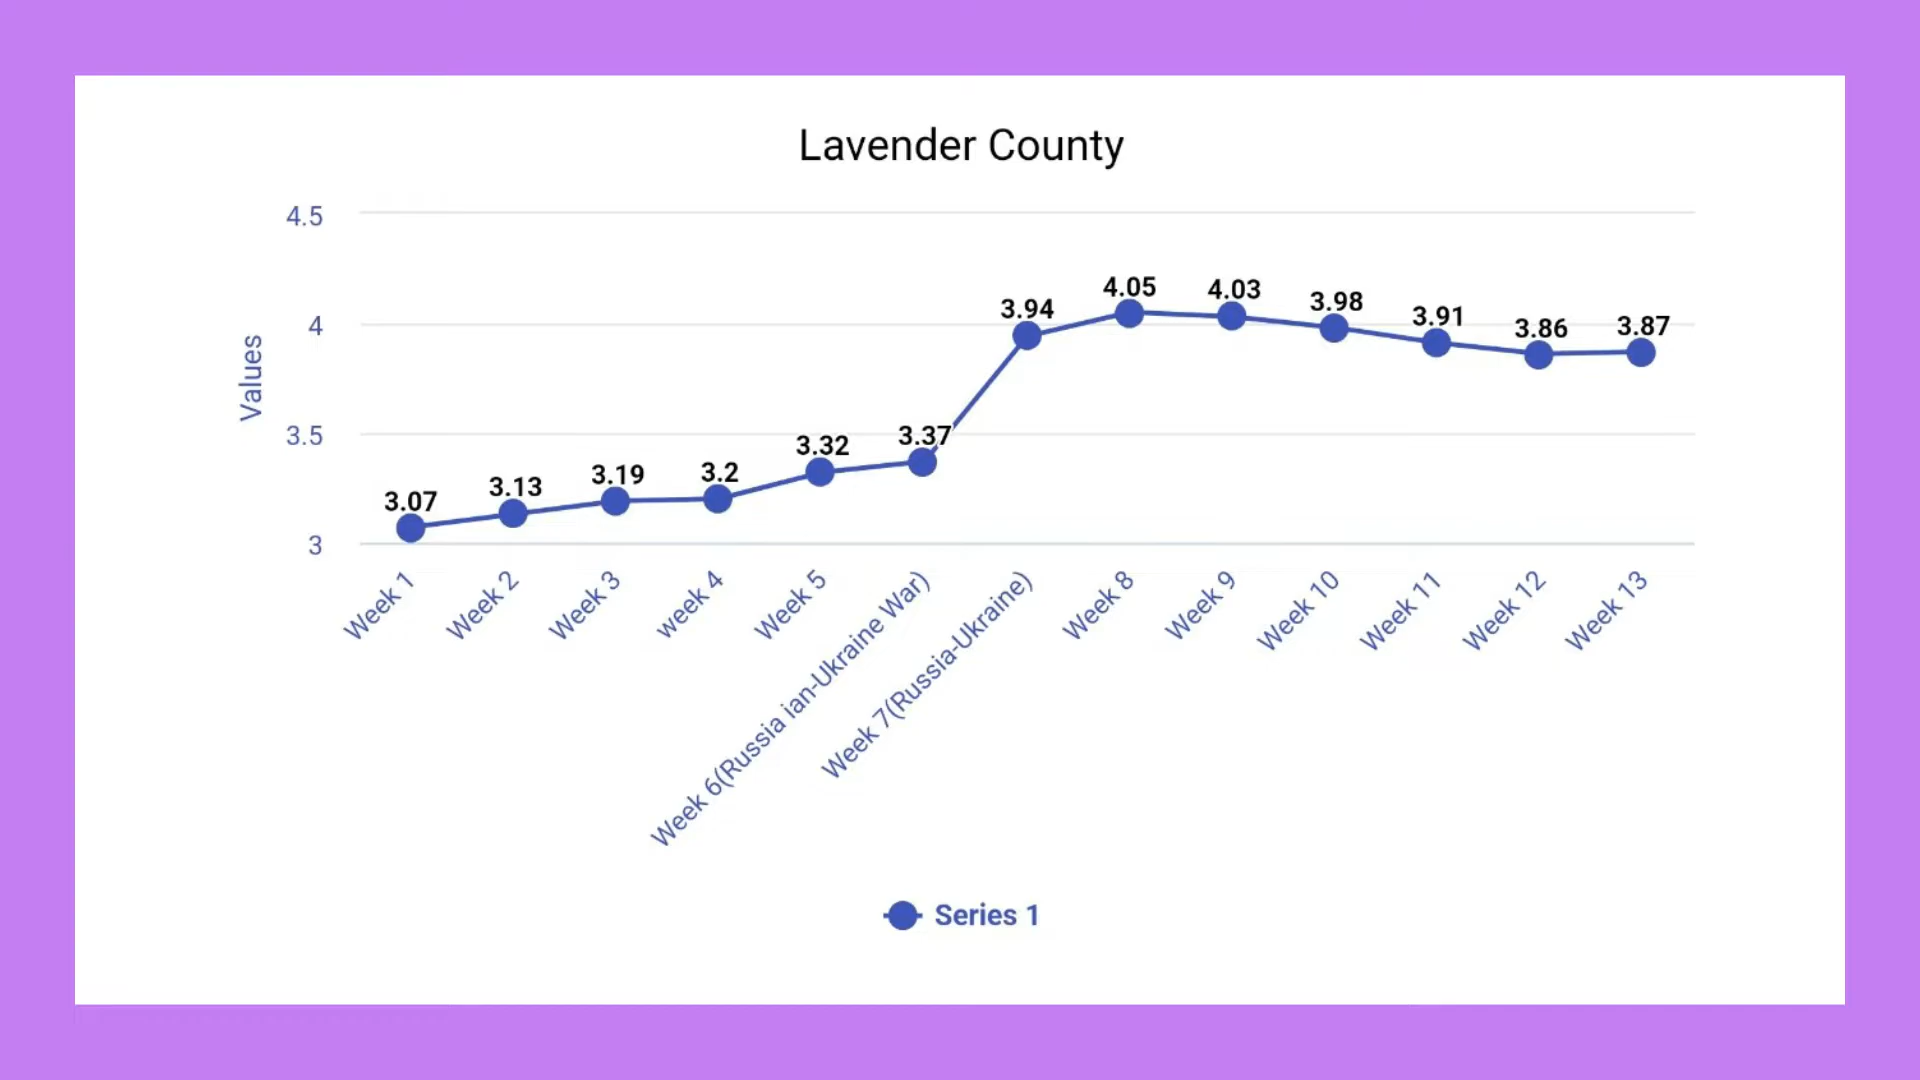 Lavender County
4.5
4
3.5
3
Values
3.07
3.13
3.19
3.2
3.32
3.37
3.94
4.05
4.03
3.98
3.91
3.86
3.87
Week 1
Week 2
Week 3
week 4
Week 5
Week 6(Russia ian-Ukraine War)
Week 7(Russia-Ukraine)
Week 8
Week 9
Week 10
Week 11
Week 12
Week 13
Series 1